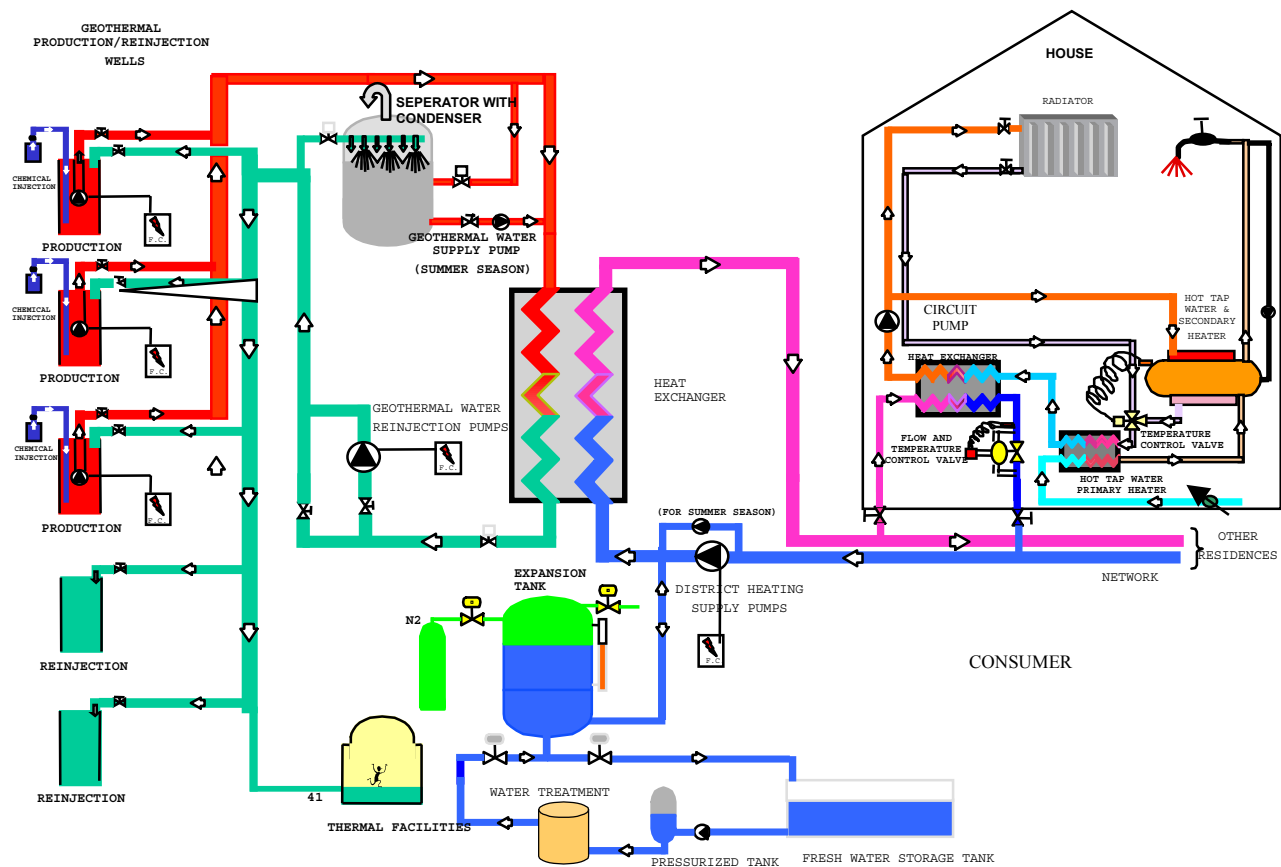 GEOTHERMAL
PRODUCTION/REINJECTION
WELLS
SEPERATOR WITH
CONDENSER
HOUSE
RADIATOR
CHEMICAL
INJECTION
F.C.
PRODUCTION
GEOTHERMAL WATER
SUPPLY PUMP
(SUMMER SEASON)
CHEMICAL
INJECTION
F.C.
PRODUCTION
HOT TAP
WATER &
SECONDARY
HEATER
CIRCUIT
PUMP
HEAT EXCHANGER
HEAT
EXCHANGER
GEOTHERMAL WATER
REINJECTION PUMPS
F.C.
CHEMICAL
INJECTION
F.C.
PRODUCTION
FLOW AND
TEMPERATURE
CONTROL VALVE
TEMPERATURE
CONTROL VALVE
HOT TAP WATER
PRIMARY HEATER
(FOR SUMMER SEASON)
OTHER
RESIDENCES
NETWORK
EXPANSION
TANK
DISTRICT HEATING
SUPPLY PUMPS
N2
F.C
CONSUMER
REINJECTION
REINJECTION
41
THERMAL FACILITIES
WATER TREATMENT
PRESSURIZED TANK
FRESH WATER STORAGE TANK